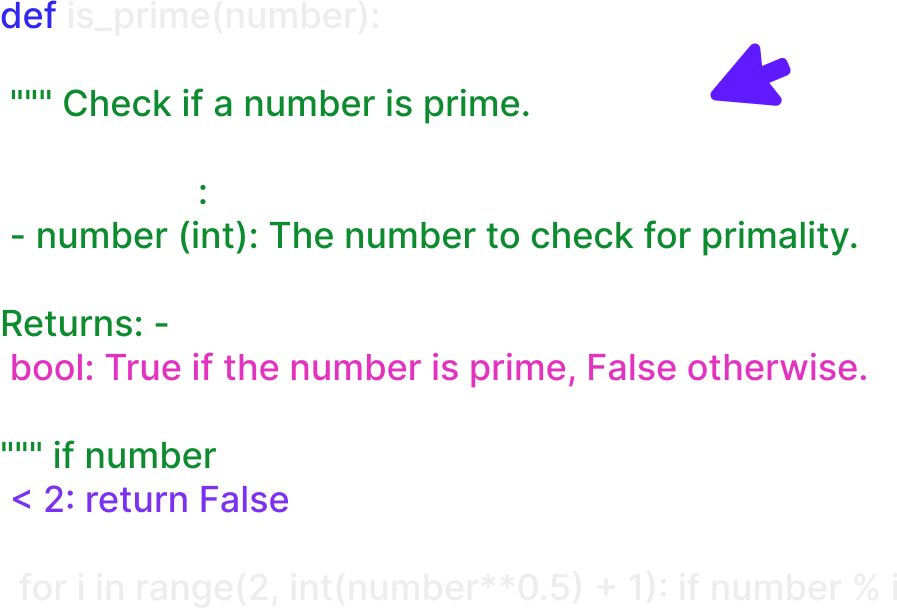 def is_prime(number):
""" Check if a number is prime.
:
- number (int): The number to check for primality.
Returns: -
bool: True if the number is prime, False otherwise.
""" if number
< 2: return False
for i in range(2, int(number**0.5) + 1): if number % i